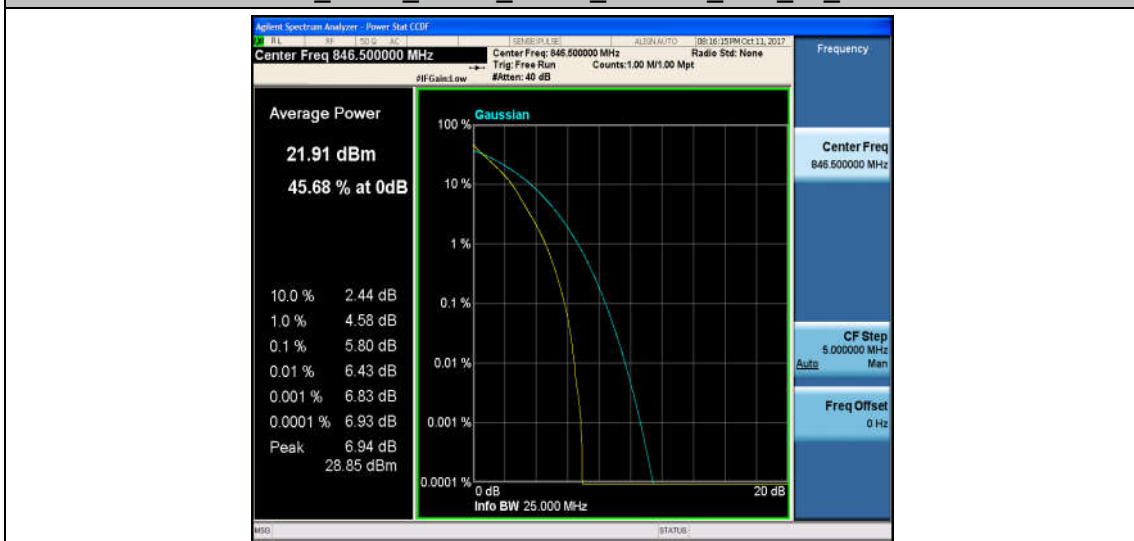 Agilent Spectrum Analyzer - Power Stat CCDF
RL RF 50 Ω AC SENSE:PULSE ALIGN AUTO 08:16:15 PM Oct 11, 2017
Center Freq 846.500000 MHz
Center Freq: 846.500000 MHz Radio Std: None
Trig: Free Run Counts:1.00 M/1.00 Mpt
#IFGain:Low #Atten: 40 dB
Frequency
Average Power
21.91 dBm
45.68 % at 0dB
10.0 % 2.44 dB
1.0 % 4.58 dB
0.1 % 5.80 dB
0.01 % 6.43 dB
0.001 % 6.83 dB
0.0001 % 6.93 dB
Peak 6.94 dB
28.85 dBm
Gaussian
100 %
10 %
1 %
0.1 %
0.01 %
0.001 %
0.0001 %
0 dB 20 dB
Info BW 25.000 MHz
Center Freq
846.500000 MHz
CF Step
5.000000 MHz
Auto Man
Freq Offset
0 Hz
MSG STATUS